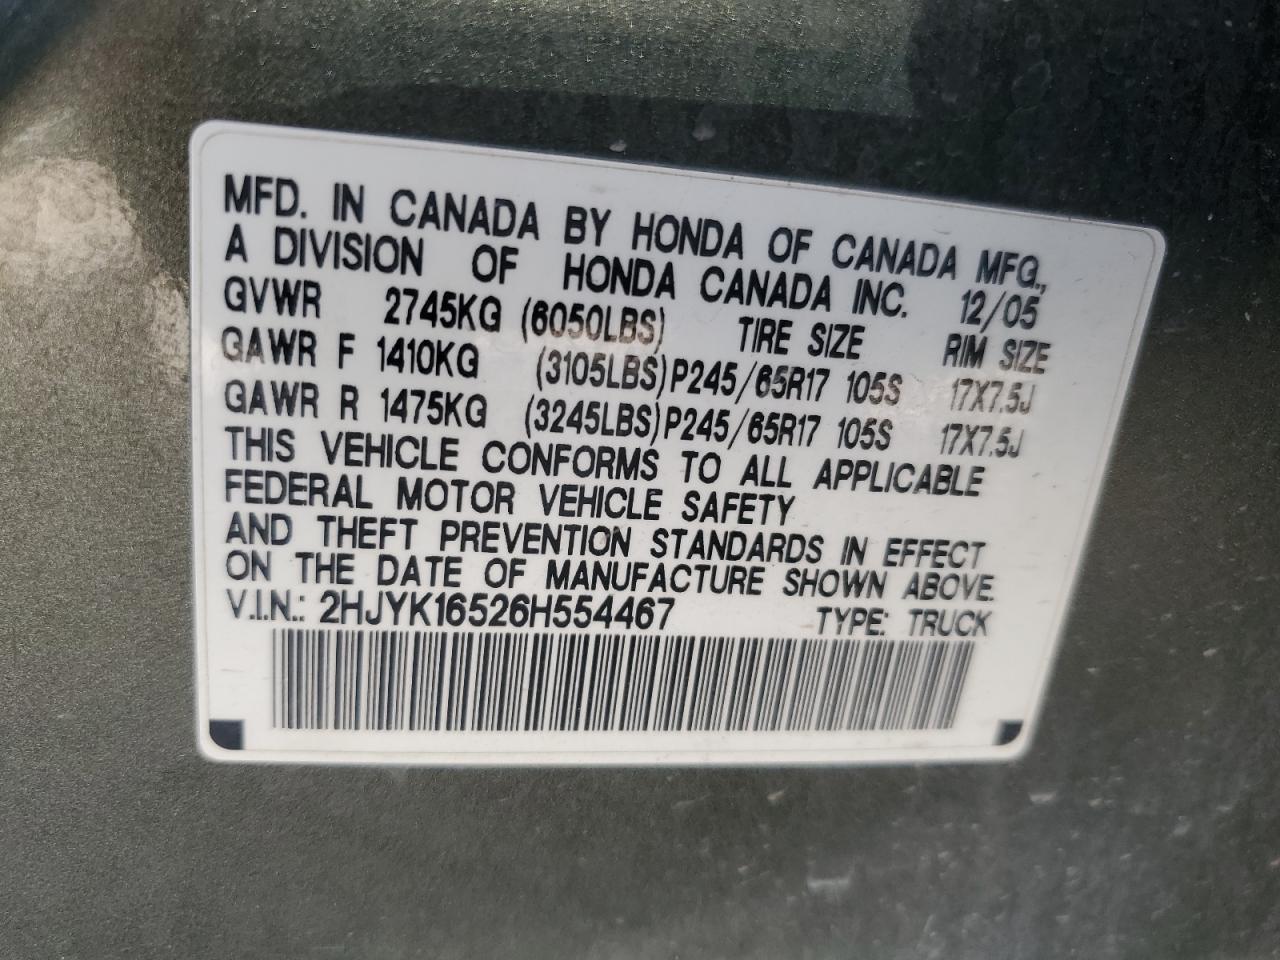 MFD. IN CANADA BY HONDA OF CANADA MFG.,
A DIVISION OF HONDA CANADA INC. 12/05
GVWR 2745KG (6050LBS) TIRE SIZE RIM SIZE
GAWR F 1410KG (3105LBS) P245/65R17 105S 17X7.5J
GAWR R 1475KG (3245LBS) P245/65R17 105S 17X7.5J
THIS VEHICLE CONFORMS TO ALL APPLICABLE
FEDERAL MOTOR VEHICLE SAFETY
AND THEFT PREVENTION STANDARDS IN EFFECT
ON THE DATE OF MANUFACTURE SHOWN ABOVE.
V.I.N.: 2HJYK16526H554467 TYPE: TRUCK